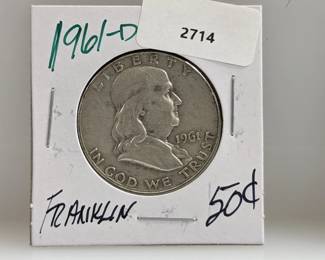 2714
1961-D
LIBERTY
1961
IN GOD WE TRUST
FRANKLIN 50¢